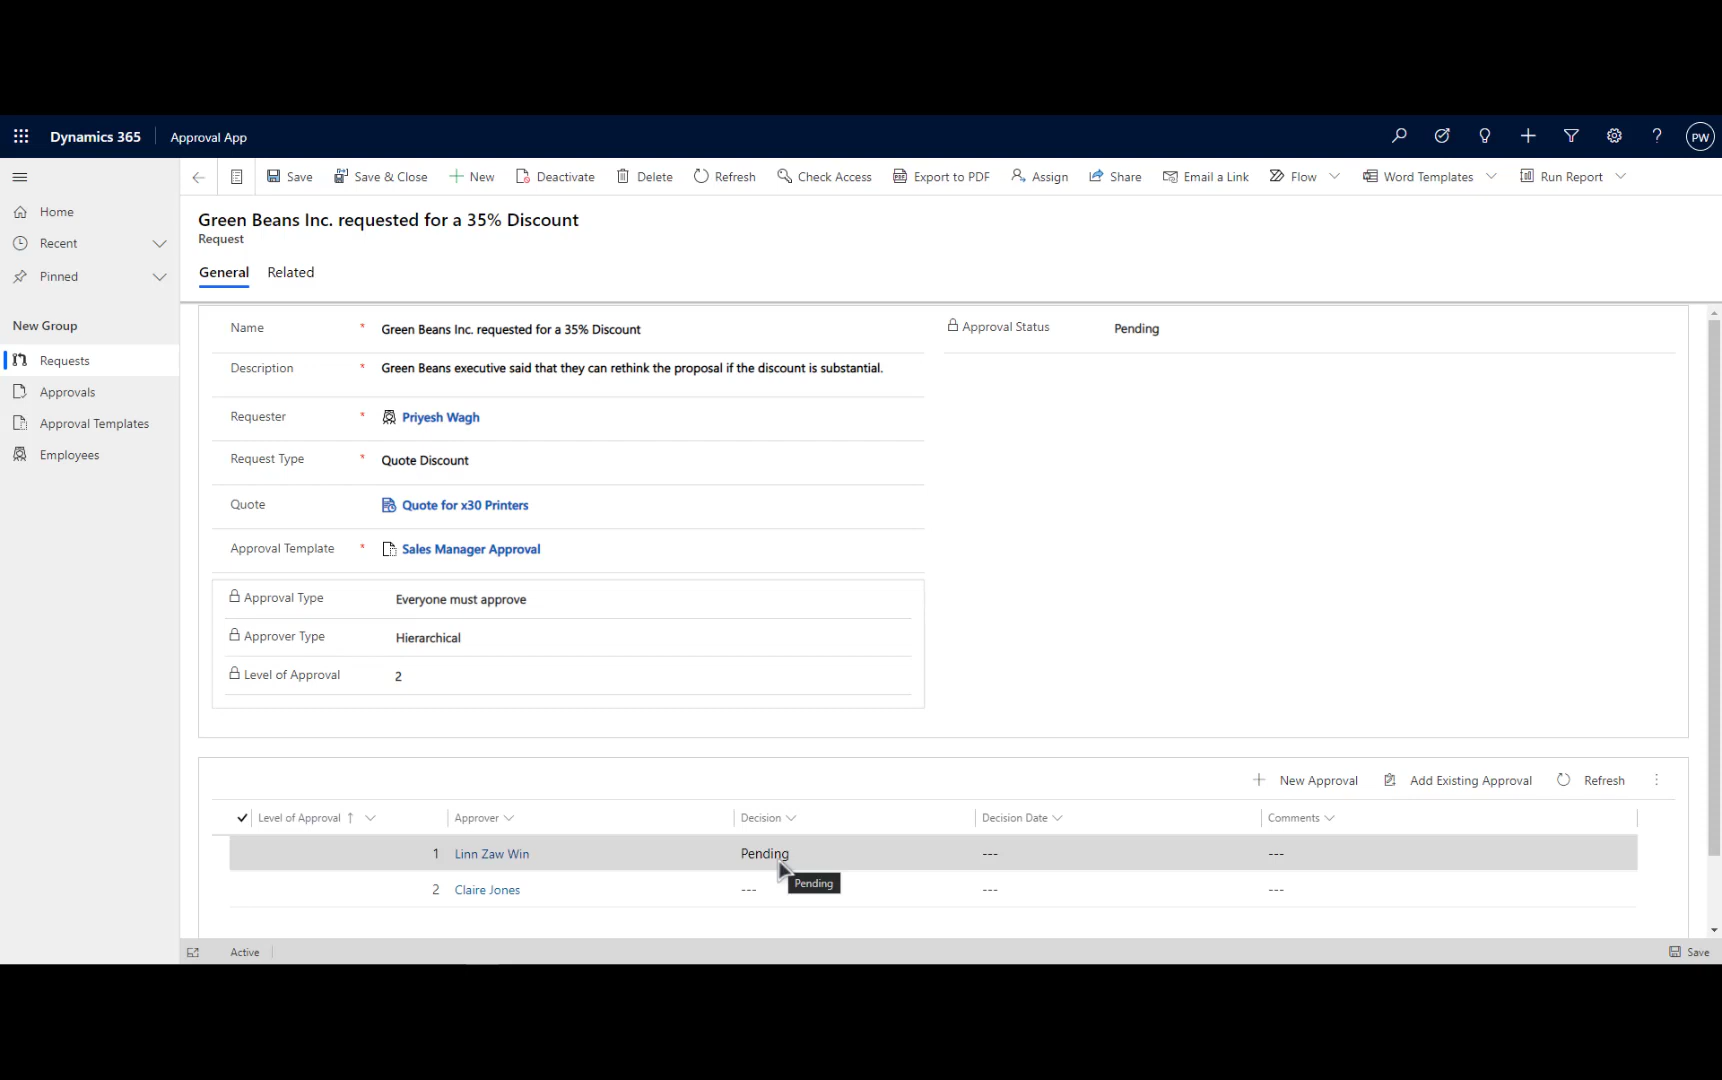 Dynamics 365 Approval App PW
Save Save & Close New Deactivate Delete Refresh Check Access Export to PDF Assign Share Email a Link Flow Word Templates Run Report
Home
Recent
Pinned
New Group
Requests
Approvals
Approval Templates
Employees
Green Beans Inc. requested for a 35% Discount
Request
General Related
Name * Green Beans Inc. requested for a 35% Discount
Approval Status Pending
Description * Green Beans executive said that they can rethink the proposal if the discount is substantial.
Requester * Priyesh Wagh
Request Type * Quote Discount
Quote Quote for x30 Printers
Approval Template * Sales Manager Approval
Approval Type Everyone must approve
Approver Type Hierarchical
Level of Approval 2
New Approval Add Existing Approval Refresh
Level of Approval ↑ Approver Decision Decision Date Comments
1 Linn Zaw Win Pending --- ---
2 Claire Jones --- --- ---
Pending
Active Save